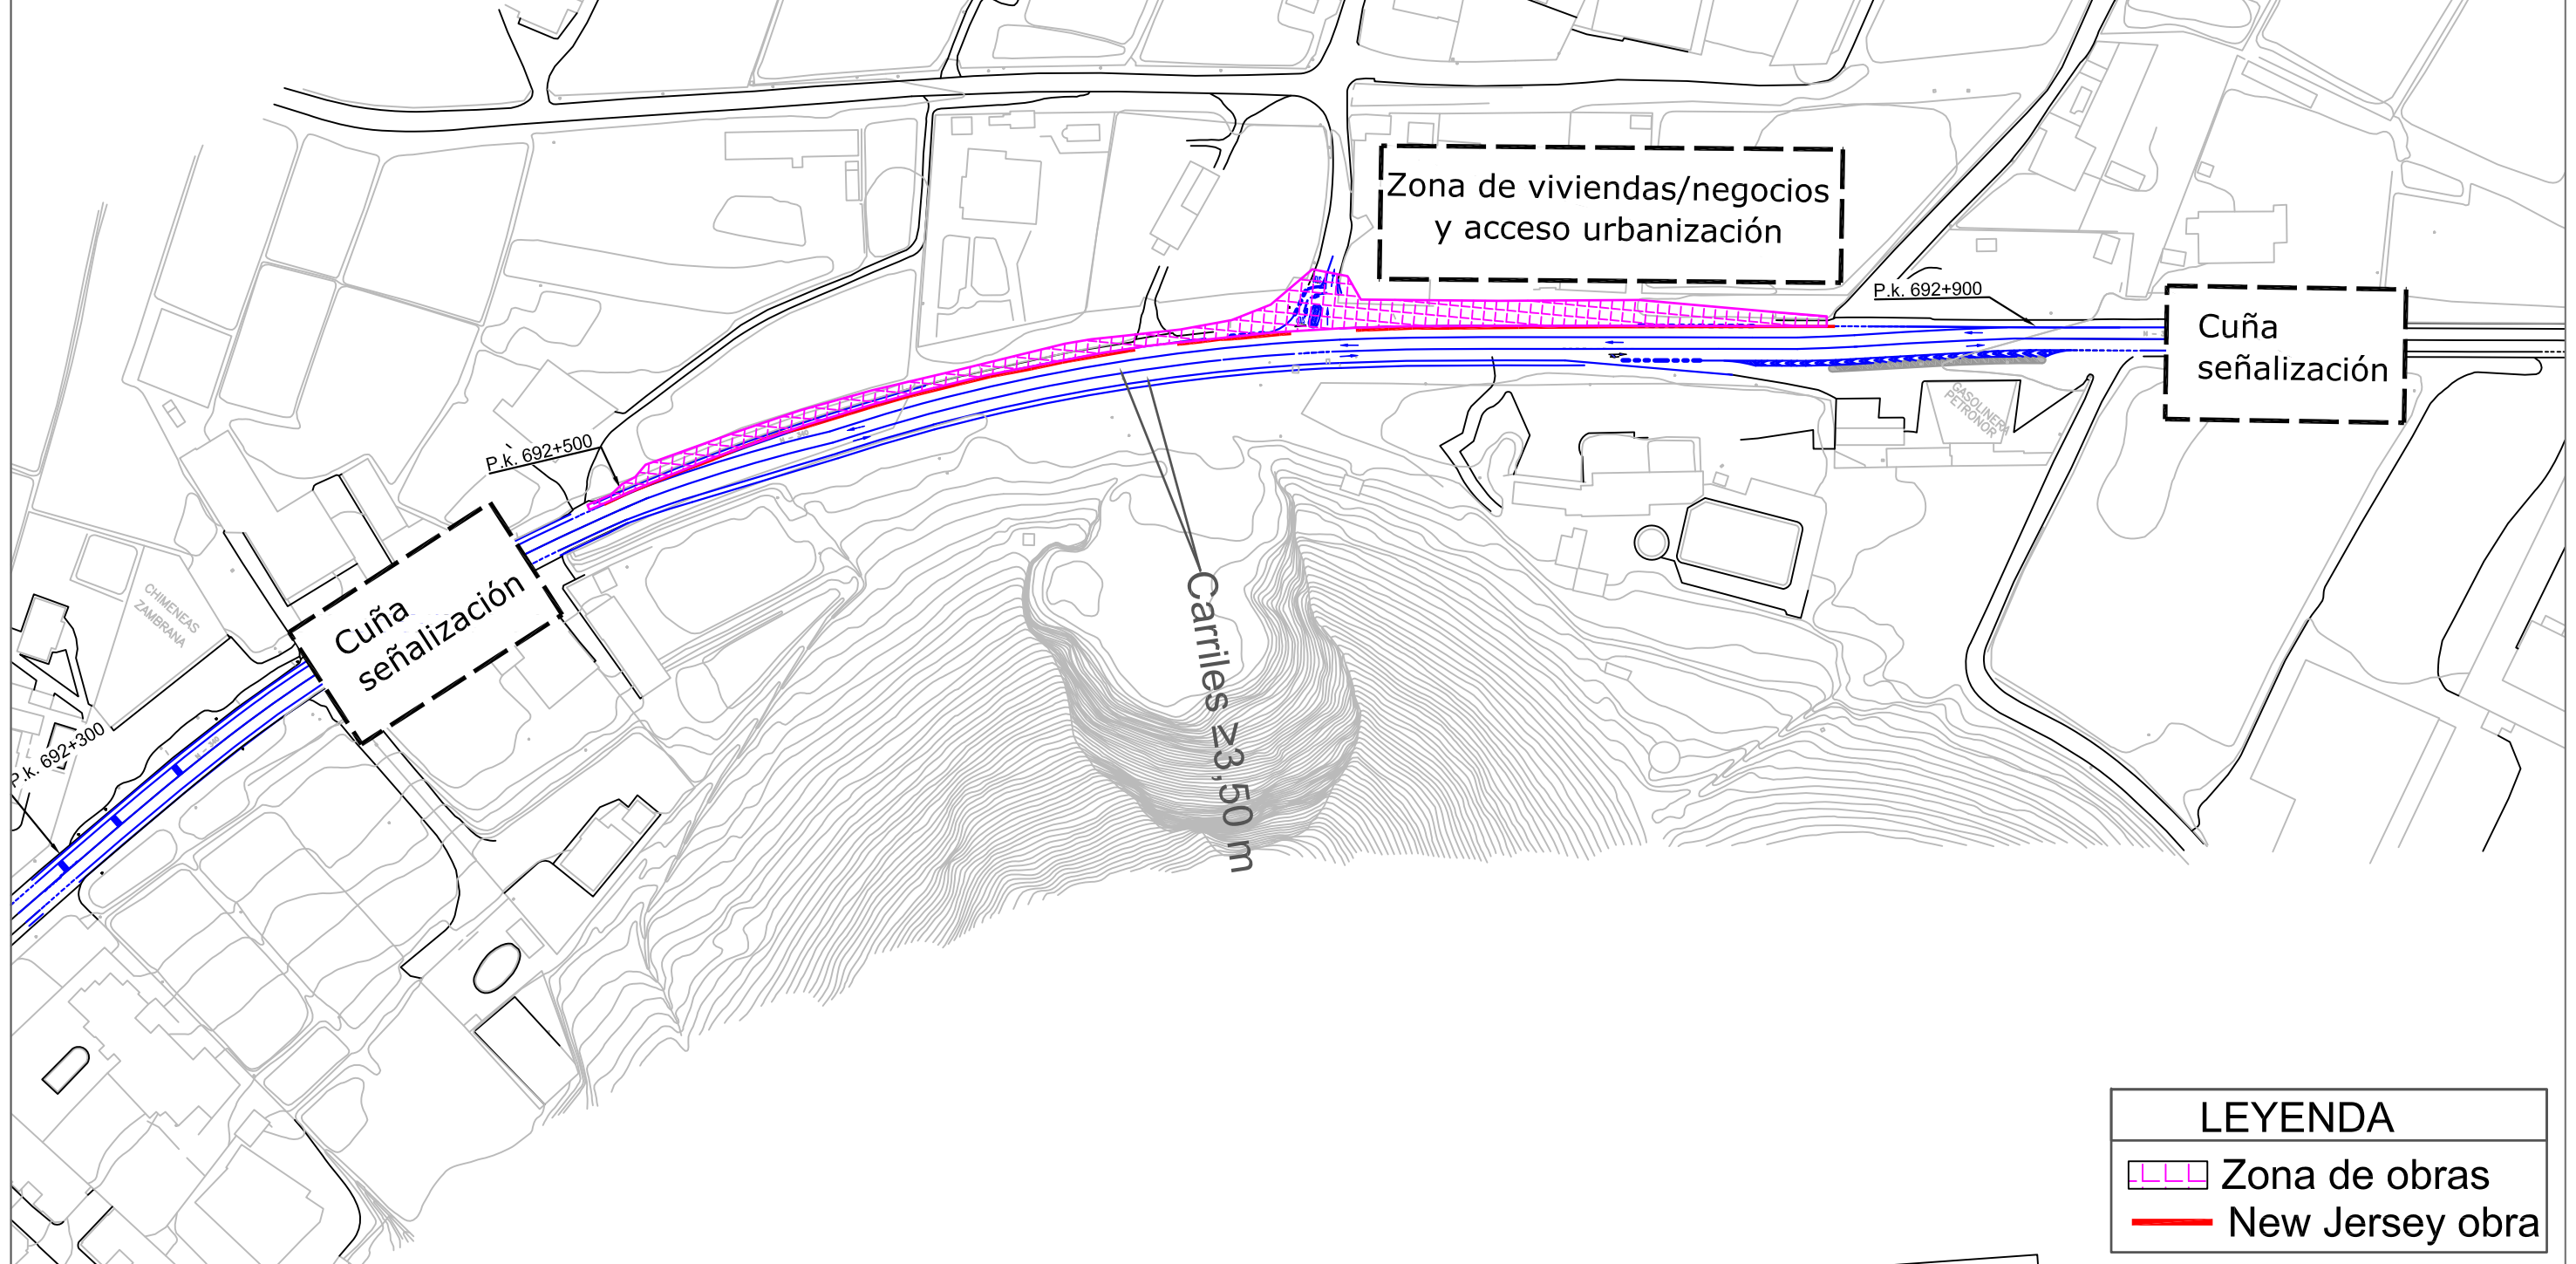 Zona de viviendas/negocios
y acceso urbanización
P.k. 692+900
Cuña
señalización
GASOLINERA
PETRONOR
P.k. 692+500
Cuña
señalización
CHIMENEAS
ZAMBRANA
P.k. 692+300
Carriles ≥3,50 m
LEYENDA
Zona de obras
New Jersey obra